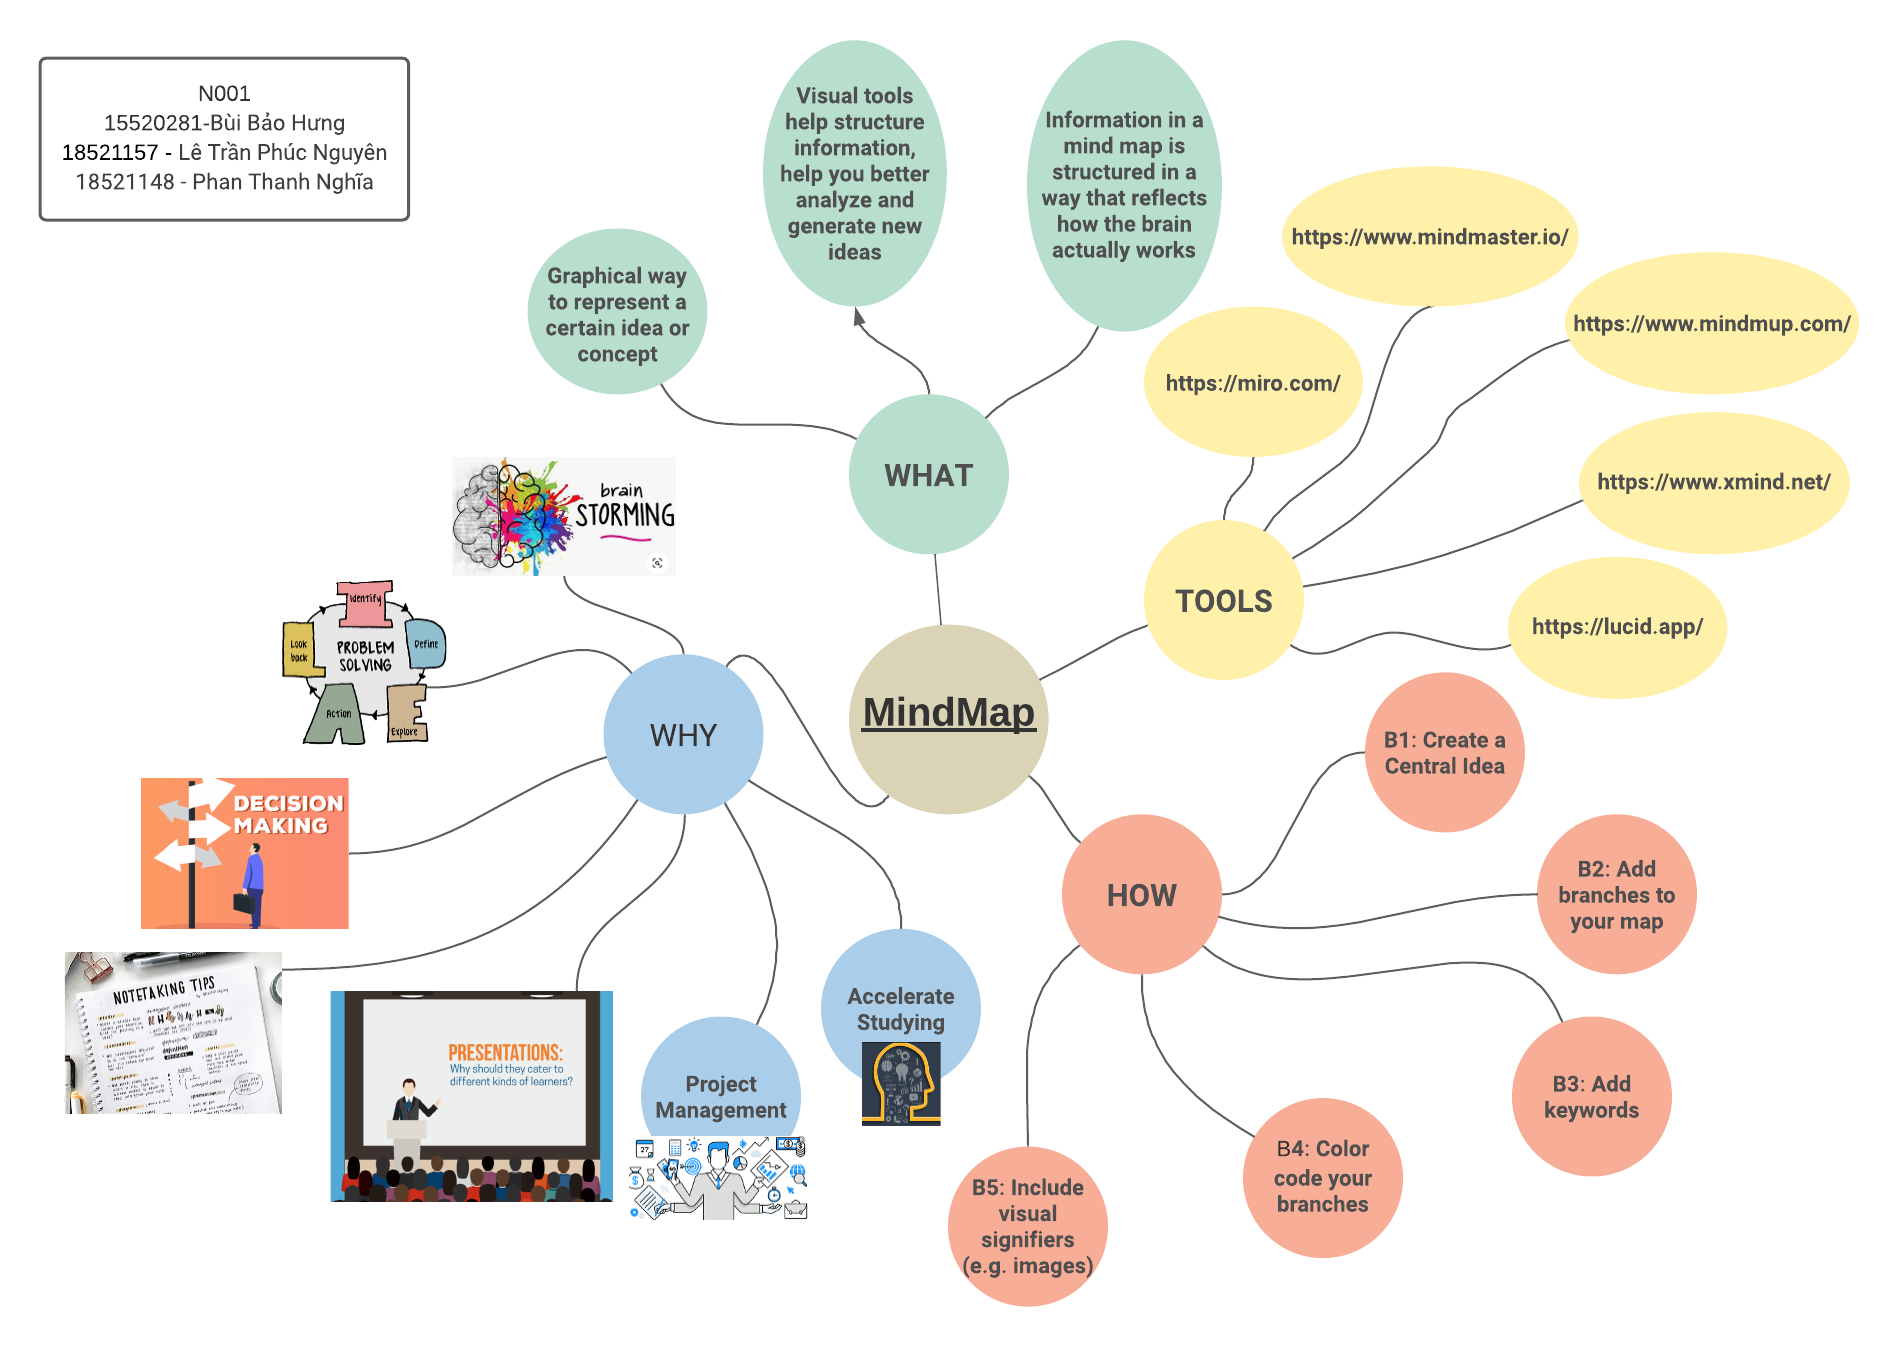 N001
15520281-Bùi Bảo Hưng
18521157 - Lê Trần Phúc Nguyên
18521148 - Phan Thanh Nghĩa
Visual tools
help structure
information,
help you better
analyze and
generate new
ideas
Information in a
mind map is
structured in a
way that reflects
how the brain
actually works
Graphical way
to represent a
certain idea or
concept
WHAT
https://miro.com/
https://www.mindmaster.io/
https://www.mindmup.com/
https://www.xmind.net/
https://lucid.app/
TOOLS
MindMap
WHY
brain
STORMING
PROBLEM
SOLVING
Identify
Define
Explore
Action
Look
back
DECISION
MAKING
NOTETAKING TIPS
PRESENTATIONS:
Why should they cater to
different kinds of learners?
Project
Management
27
Accelerate
Studying
HOW
B1: Create a
Central Idea
B2: Add
branches to
your map
B3: Add
keywords
B4: Color
code your
branches
B5: Include
visual
signifiers
(e.g. images)